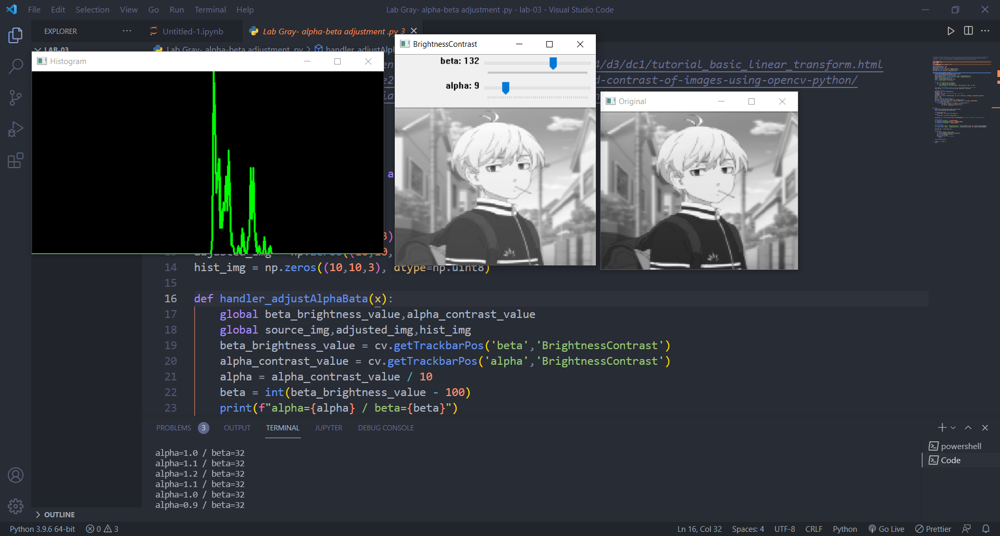 File Edit Selection View Go Run Terminal Help
Lab Gray- alpha-beta adjustment .py - lab-03 - Visual Studio Code
EXPLORER
Untitled-1.ipynb
Lab Gray- alpha-beta adjustment .py 3
LAB-03
Lab Gray- alpha-beta adjustment .py > handler_adjustAlph
Histogram
BrightnessContrast
beta: 132
alpha: 9
Original
4/d3/dc1/tutorial_basic_linear_transform.html
d-contrast-of-images-using-opencv-python/
14 hist_img = np.zeros((10,10,3), dtype=np.uint8)
15
16 def handler_adjustAlphaBata(x):
17 global beta_brightness_value,alpha_contrast_value
18 global source_img,adjusted_img,hist_img
19 beta_brightness_value = cv.getTrackbarPos('beta','BrightnessContrast')
20 alpha_contrast_value = cv.getTrackbarPos('alpha','BrightnessContrast')
21 alpha = alpha_contrast_value / 10
22 beta = int(beta_brightness_value - 100)
23 print(f"alpha={alpha} / beta={beta}")
PROBLEMS 3 OUTPUT TERMINAL JUPYTER DEBUG CONSOLE
alpha=1.0 / beta=32
alpha=1.1 / beta=32
alpha=1.2 / beta=32
alpha=1.1 / beta=32
alpha=1.0 / beta=32
alpha=0.9 / beta=32
powershell
Code
OUTLINE
Python 3.9.6 64-bit 0 3
Ln 16, Col 32 Spaces: 4 UTF-8 CRLF Python Go Live Prettier